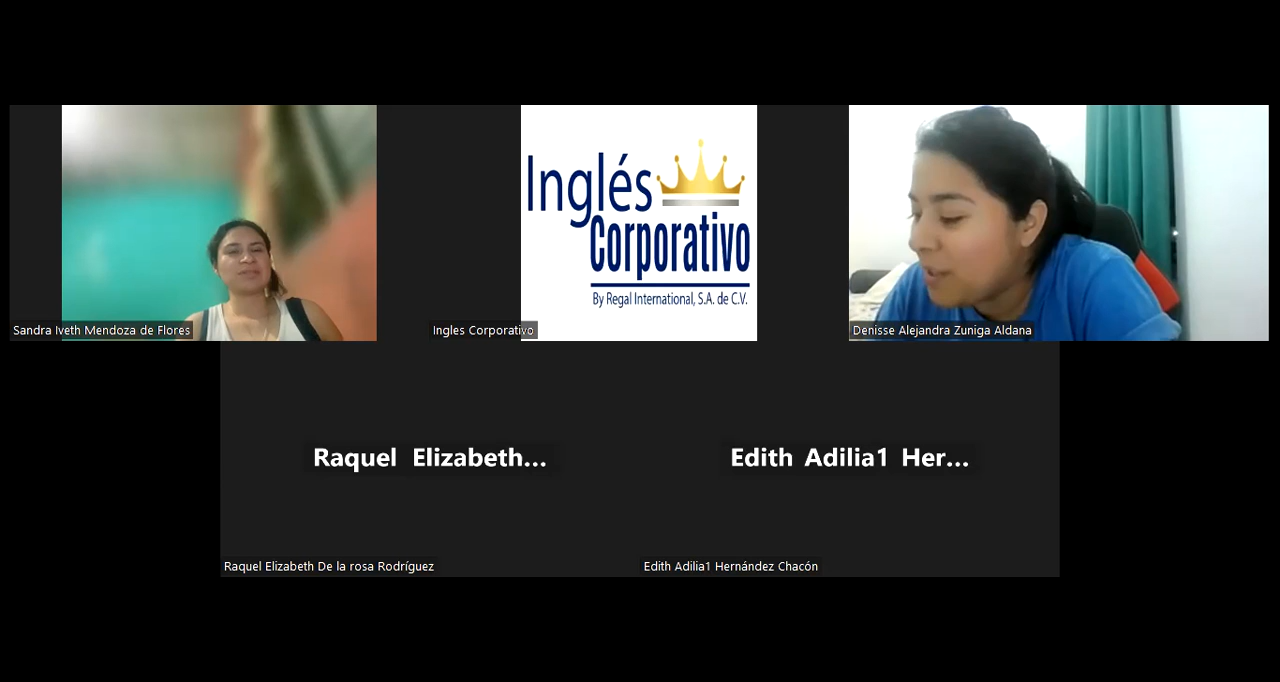 Inglés
Corporativo
By Regal International, S.A. de C.V.
Sandra Iveth Mendoza de Flores
Ingles Corporativo
Denisse Alejandra Zuniga Aldana
Raquel Elizabeth...
Edith Adilia1 Her...
Raquel Elizabeth De la rosa Rodríguez
Edith Adilia1 Hernández Chacón